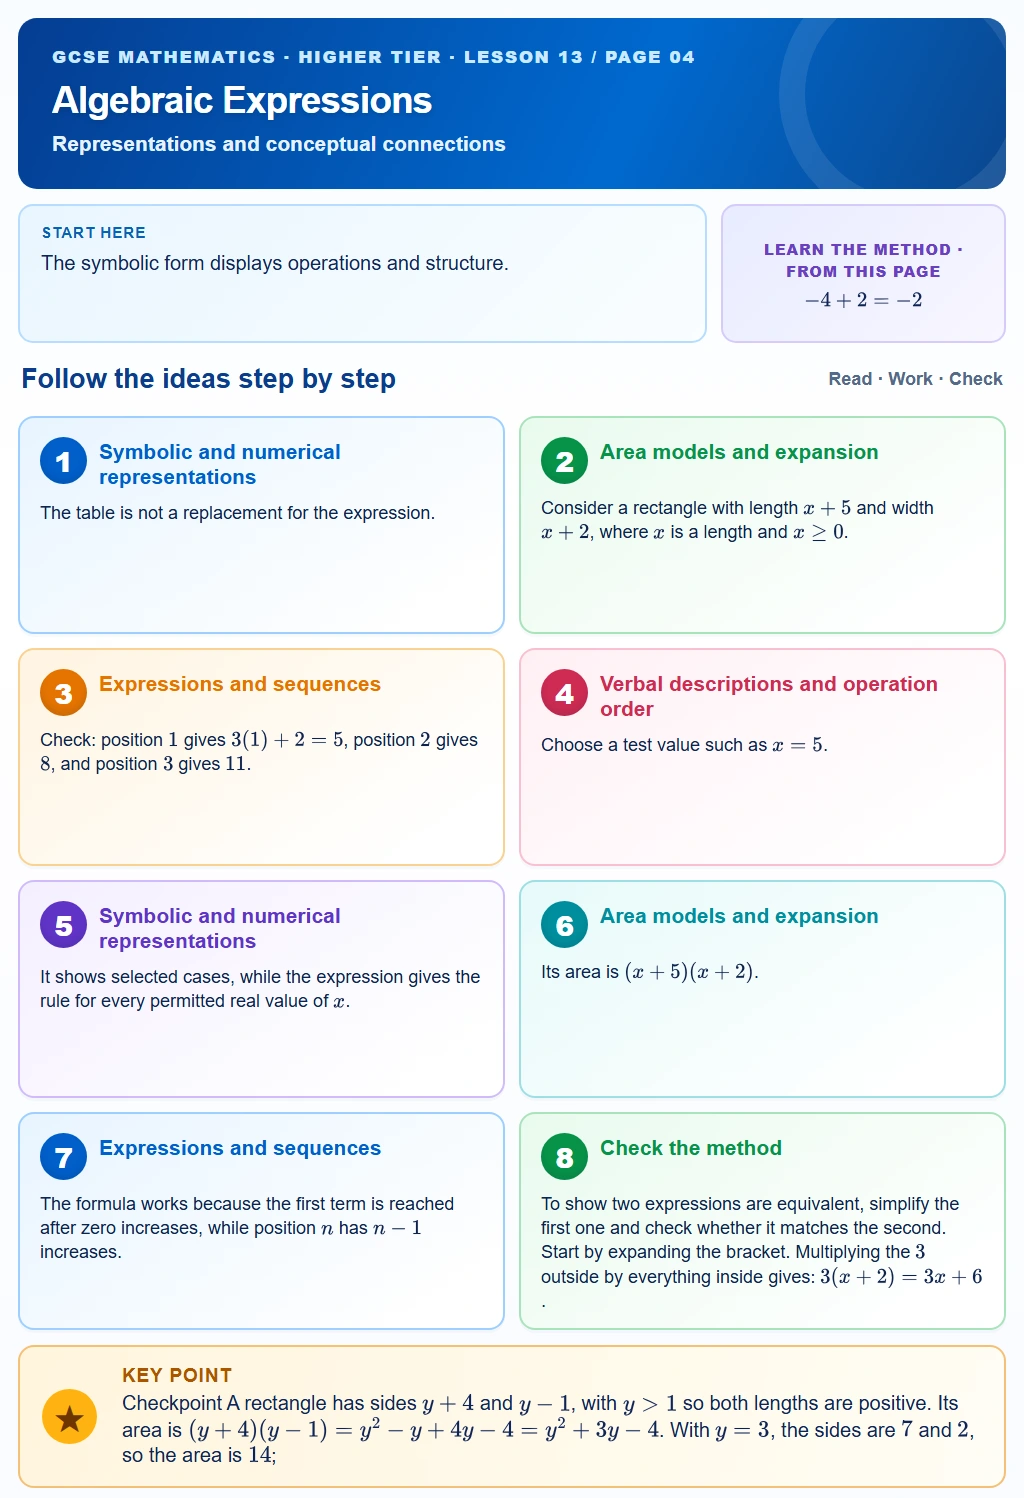 GCSE MATHEMATICS · HIGHER TIER · LESSON 13 / PAGE 04
Algebraic Expressions
Representations and conceptual connections
START HERE
The symbolic form displays operations and structure.
LEARN THE METHOD ·
FROM THIS PAGE
−4 + 2 = −2
Follow the ideas step by step
Read · Work · Check
1
Symbolic and numerical
representations
The table is not a replacement for the expression.
2
Area models and expansion
Consider a rectangle with length x + 5 and width
x + 2, where x is a length and x ≥ 0.
3
Expressions and sequences
Check: position 1 gives 3(1) + 2 = 5, position 2 gives
8, and position 3 gives 11.
4
Verbal descriptions and operation
order
Choose a test value such as x = 5.
5
Symbolic and numerical
representations
It shows selected cases, while the expression gives the
rule for every permitted real value of x.
6
Area models and expansion
Its area is (x + 5)(x + 2).
7
Expressions and sequences
The formula works because the first term is reached
after zero increases, while position n has n − 1
increases.
8
Check the method
To show two expressions are equivalent, simplify the
first one and check whether it matches the second.
Start by expanding the bracket. Multiplying the 3
outside by everything inside gives: 3(x + 2) = 3x + 6
.
KEY POINT
Checkpoint A rectangle has sides y + 4 and y − 1, with y > 1 so both lengths are positive. Its
area is (y + 4)(y − 1) = y² − y + 4y − 4 = y² + 3y − 4. With y = 3, the sides are 7 and 2,
so the area is 14;